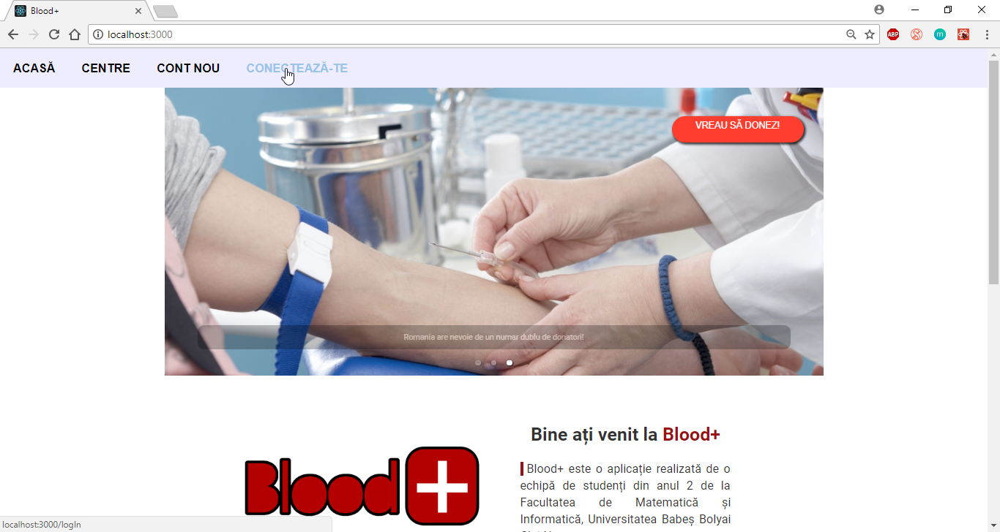 Blood+
localhost:3000
ABP
m
ACASĂ CENTRE CONT NOU CONECTEAZĂ-TE
VREAU SĂ DONEZ!
Romania are nevoie de un numar dublu de donatori!
Blood+
Bine ați venit la Blood+
Blood+ este o aplicație realizată de o
echipă de studenți din anul 2 de la
Facultatea de Matematică și
Informatică, Universitatea Babeș Bolyai
localhost:3000/logIn